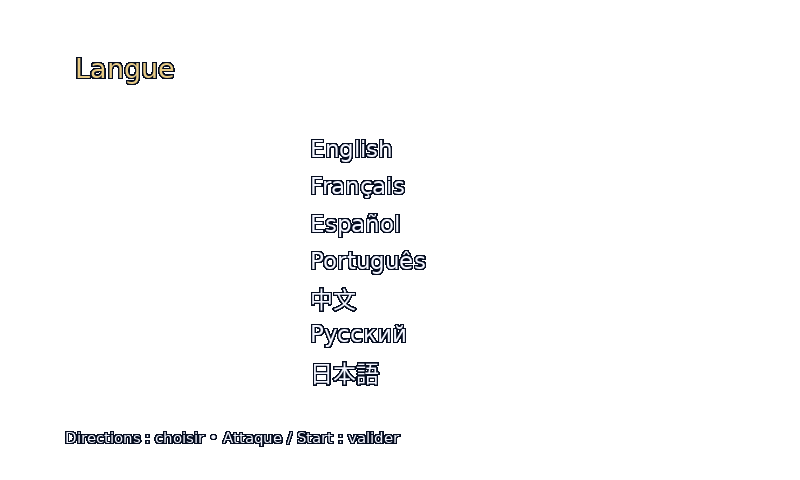 Langue
English
Français
Español
Português
中文
Русский
日本語
Directions : choisir • Attaque / Start : valider